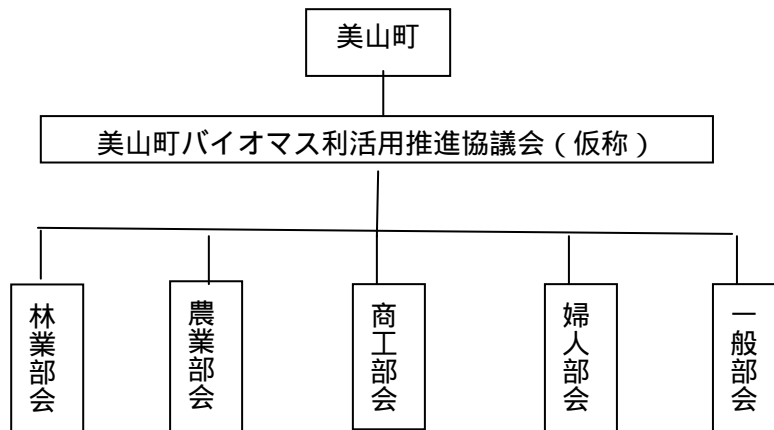 美山町
美山町バイオマス利活用推進協議会（仮称）
林業部会
農業部会
商工部会
婦人部会
一般部会